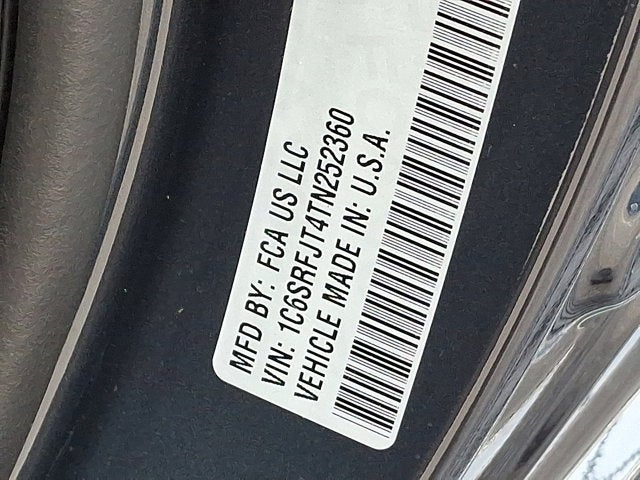 MFD BY: FCA US LLC
VIN: 1C6SRFJT4TN252360
VEHICLE MADE IN: U.S.A.